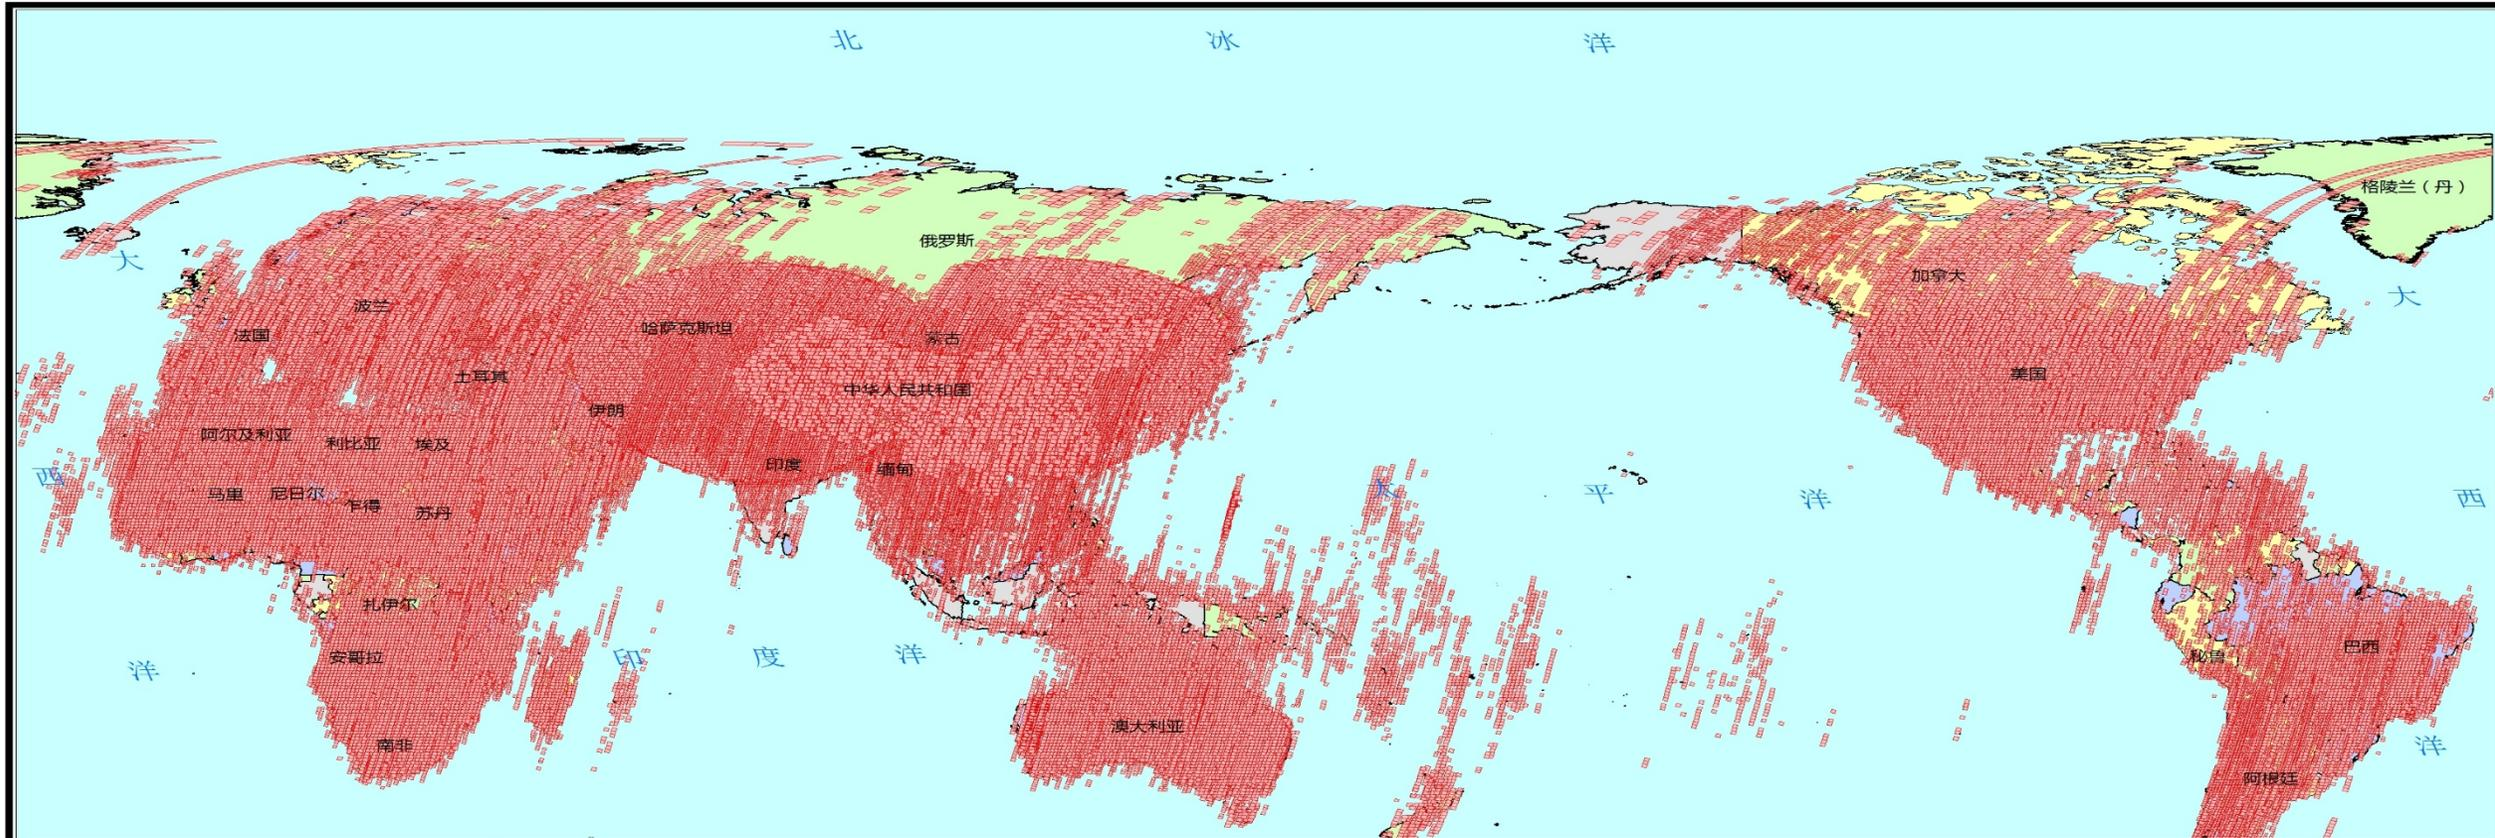 北 冰 洋
格陵兰（丹）
俄罗斯
大
加拿大
大
波兰
哈萨克斯坦
法国
蒙古
美国
土耳其
中华人民共和国
伊朗
阿尔及利亚
利比亚
埃及
印度
缅甸
西
马里
尼日尔
乍得
苏丹
太 平 洋
西
扎伊尔
安哥拉
洋
印 度 洋
巴西
秘鲁
澳大利亚
南非
洋
阿根廷